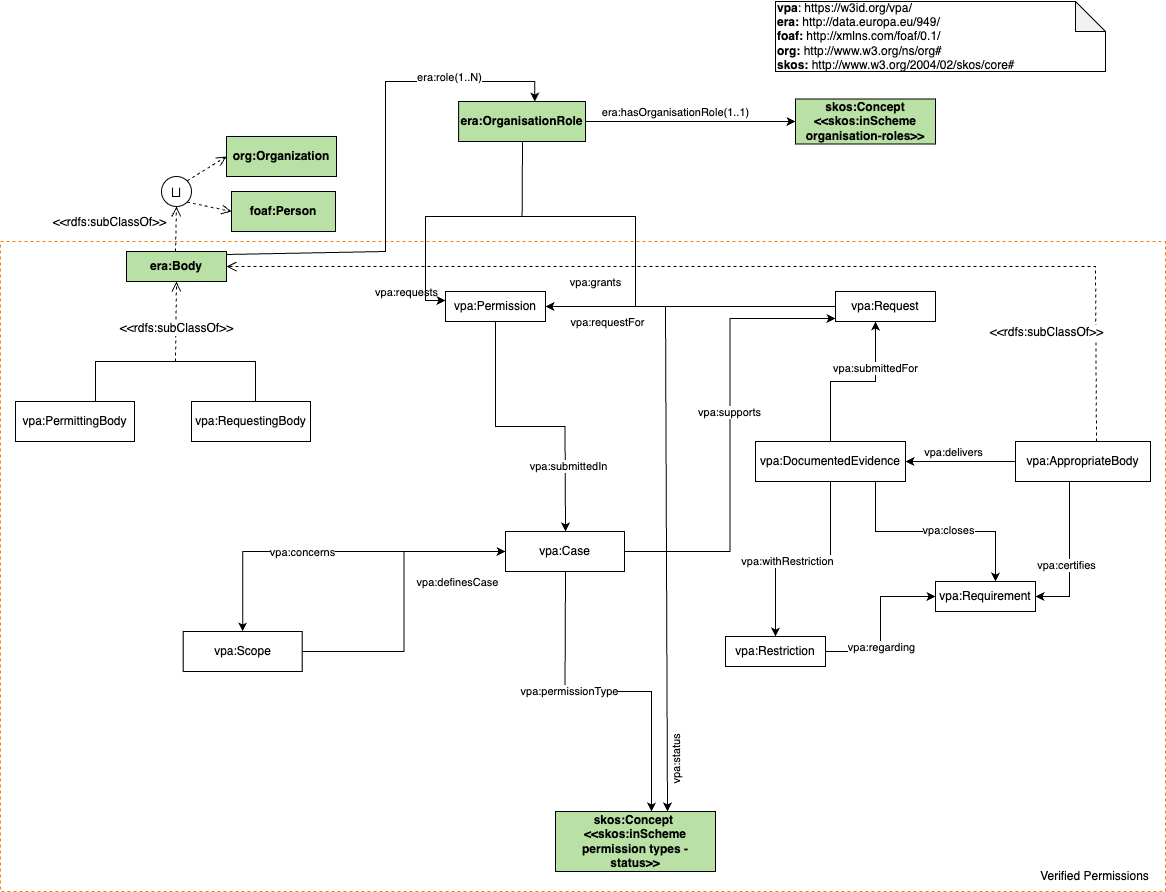 vpa: https://w3id.org/vpa/
era: http://data.europa.eu/949/
foaf: http://xmlns.com/foaf/0.1/
org: http://www.w3.org/ns/org#
skos: http://www.w3.org/2004/02/skos/core#
era:role(1..N)
era:OrganisationRole
era:hasOrganisationRole(1..1)
skos:Concept
<<skos:inScheme
organisation-roles>>
org:Organization
⊔
foaf:Person
<<rdfs:subClassOf>>
era:Body
vpa:grants
vpa:requests
vpa:Permission
vpa:Request
vpa:requestFor
<<rdfs:subClassOf>>
<<rdfs:subClassOf>>
vpa:submittedFor
vpa:PermittingBody
vpa:RequestingBody
vpa:supports
vpa:DocumentedEvidence
vpa:delivers
vpa:AppropriateBody
vpa:submittedIn
vpa:closes
vpa:concerns
vpa:Case
vpa:withRestriction
vpa:certifies
vpa:definesCase
vpa:Requirement
vpa:Scope
vpa:Restriction
vpa:regarding
vpa:permissionType
vpa:status
skos:Concept
<<skos:inScheme
permission types -
status>>
Verified Permissions